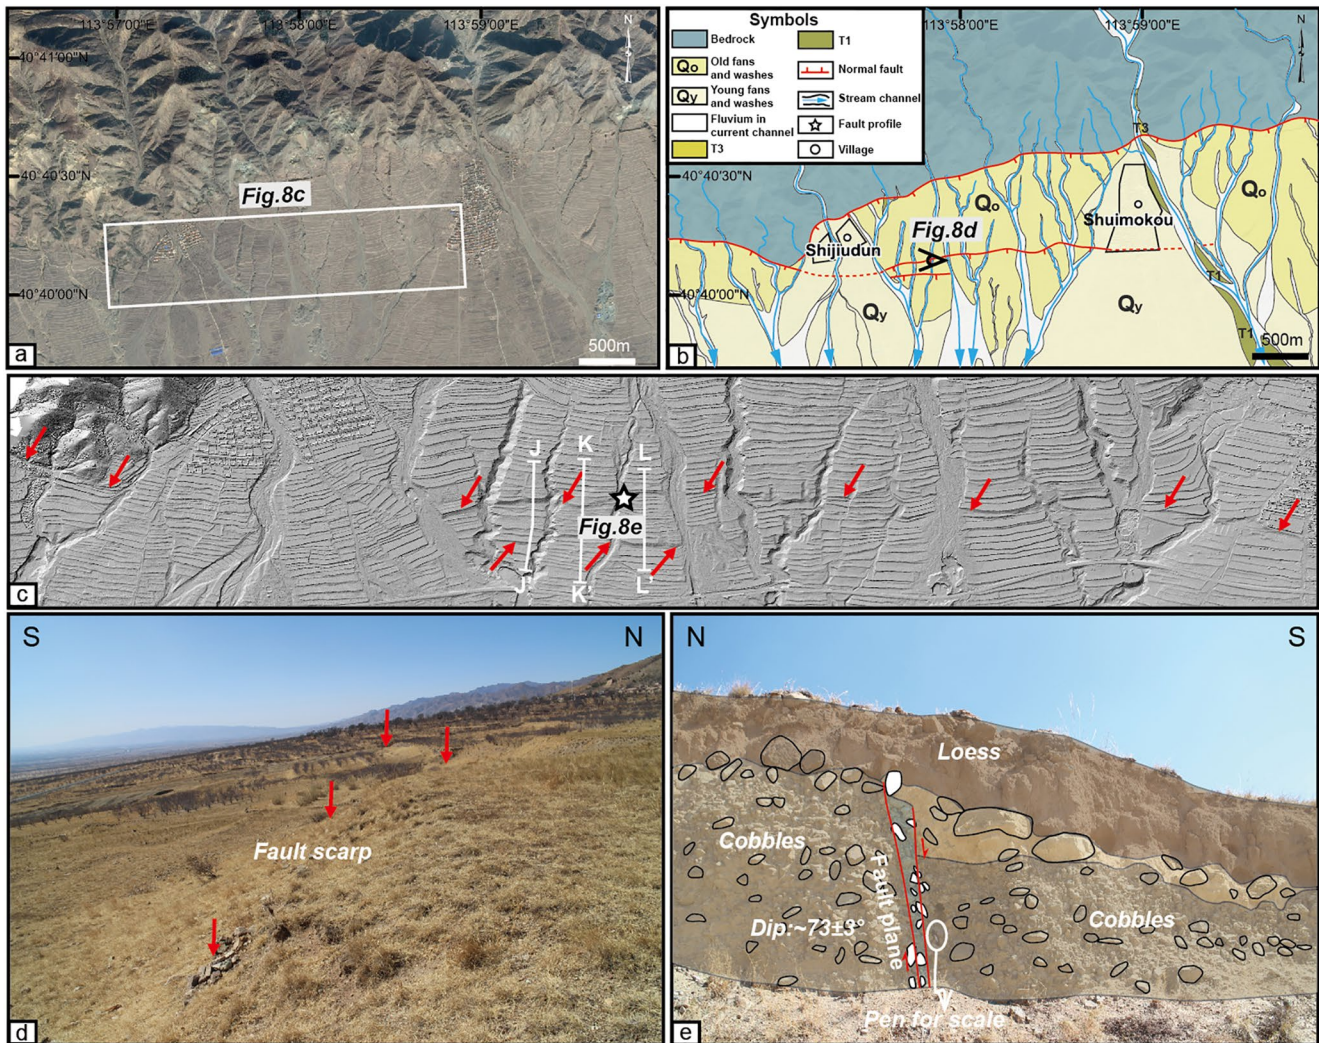 113°57'00"E
113°58'00"E
113°59'00"E
N
40°41'00"N
40°40'30"N
40°40'00"N
Fig.8c
500m
a
Symbols
Bedrock
T1
Qo
Old fans
and washes
Normal fault
Qy
Young fans
and washes
Stream channel
Fluvium in
current channel
Fault profile
T3
Village
113°58'00"E
113°59'00"E
N
40°40'30"N
40°40'00"N
T3
Qo
Qo
Shuimokou
Shijiudun
Fig.8d
Qy
Qy
T1
T1
500m
b
J
K
L
Fig.8e
J'
K'
L'
c
S
N
Fault scarp
d
N
S
Loess
Cobbles
Fault plane
Dip:~73±3°
Cobbles
Pen for scale
e